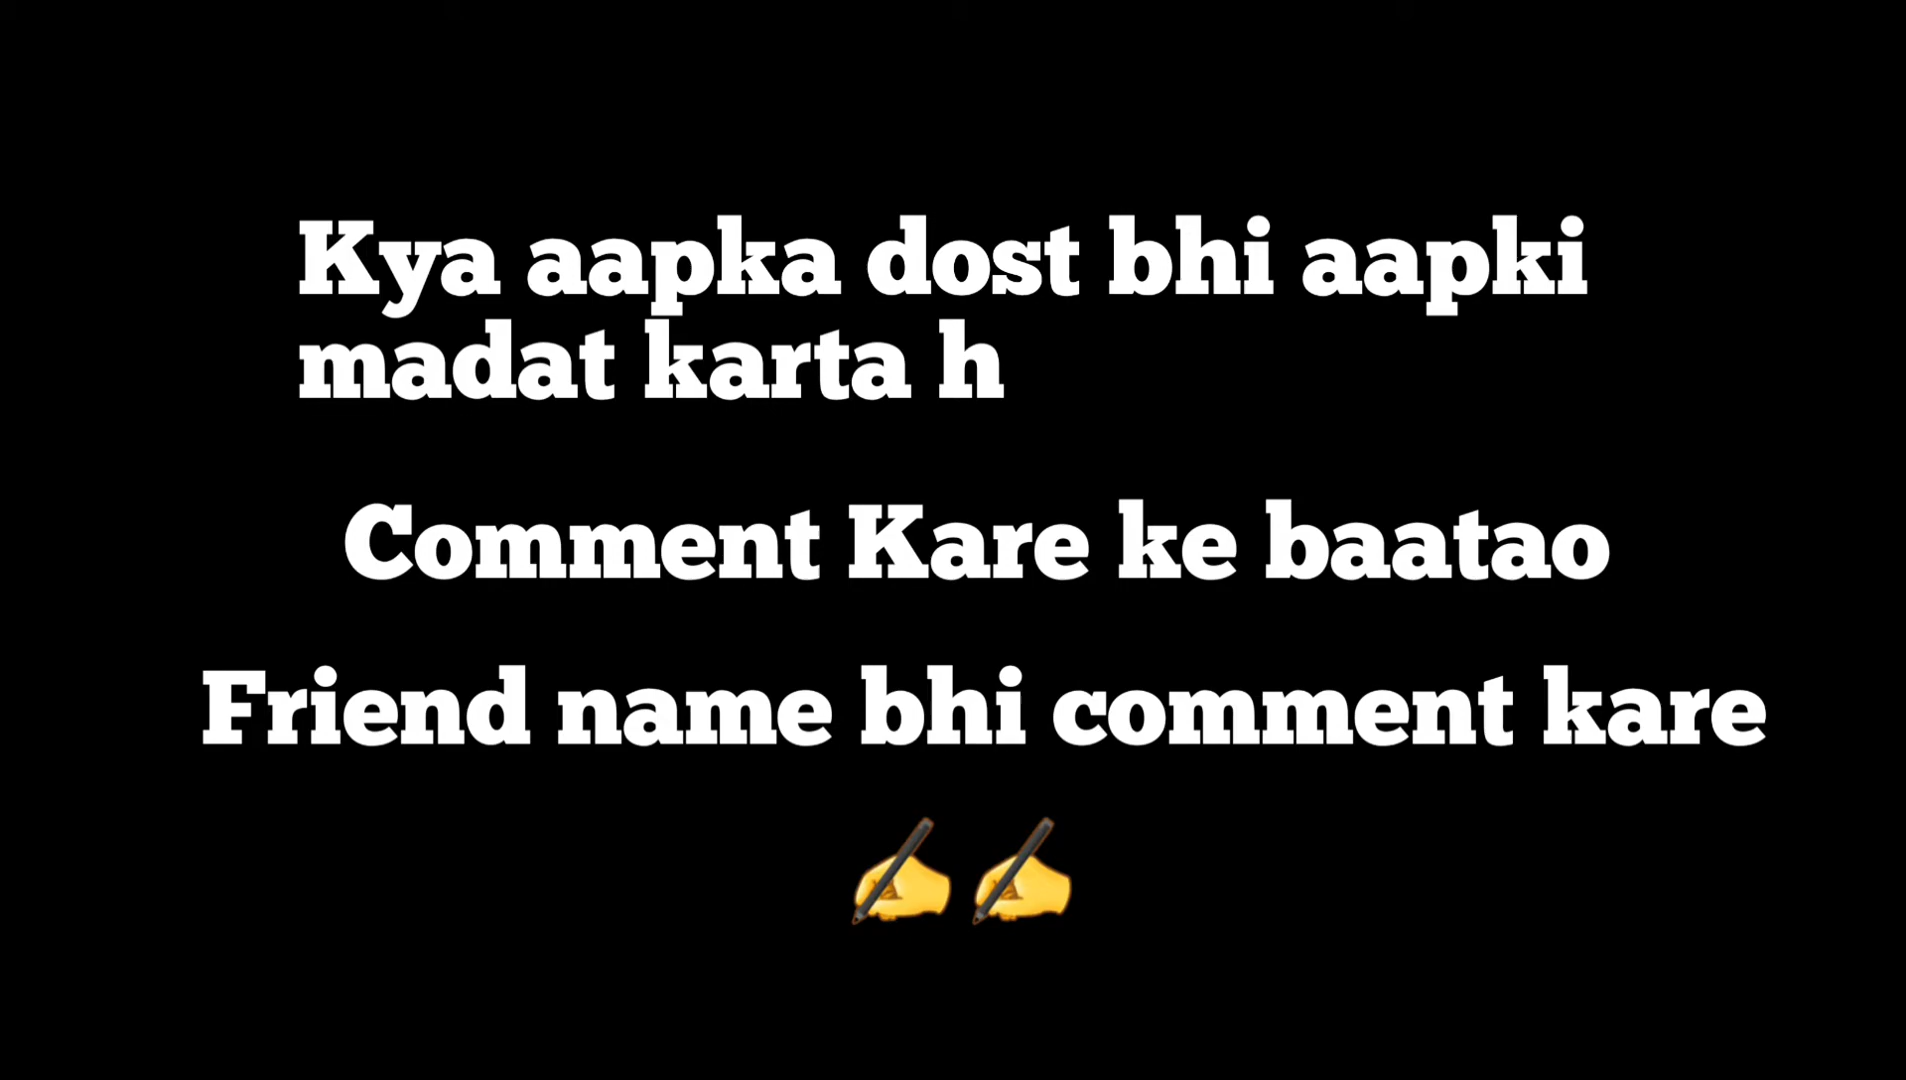 Kya aapka dost bhi aapki
madat karta h
Comment Kare ke baatao
Friend name bhi comment kare
✍️✍️